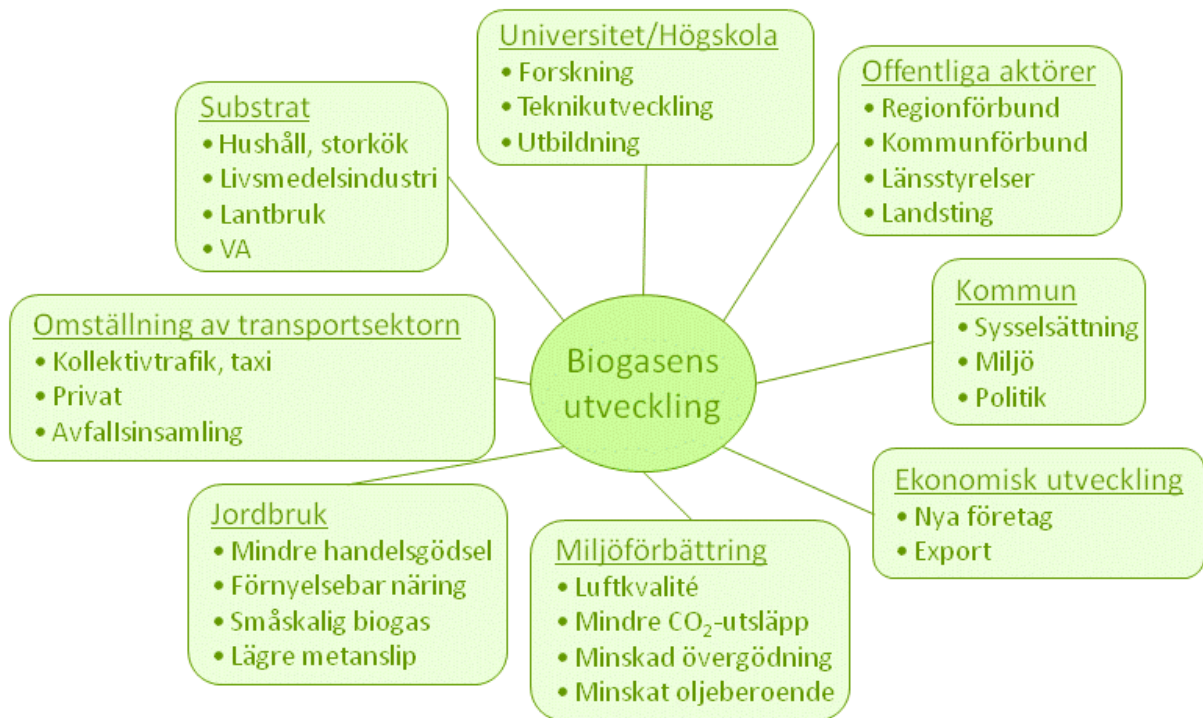 Universitet/Högskola
• Forskning
• Teknikutveckling
• Utbildning
Offentliga aktörer
• Regionförbund
• Kommunförbund
• Länsstyrelser
• Landsting
Substrat
• Hushåll, storkök
• Livsmedelsindustri
• Lantbruk
• VA
Kommun
• Sysselsättning
• Miljö
• Politik
Omställning av transportsektorn
• Kollektivtrafik, taxi
• Privat
• Avfallsinsamling
Biogasens
utveckling
Ekonomisk utveckling
• Nya företag
• Export
Jordbruk
• Mindre handelsgödsel
• Förnyelsebar näring
• Småskalig biogas
• Lägre metanslip
Miljöförbättring
• Luftkvalité
• Mindre CO₂-utsläpp
• Minskad övergödning
• Minskat oljeberoende